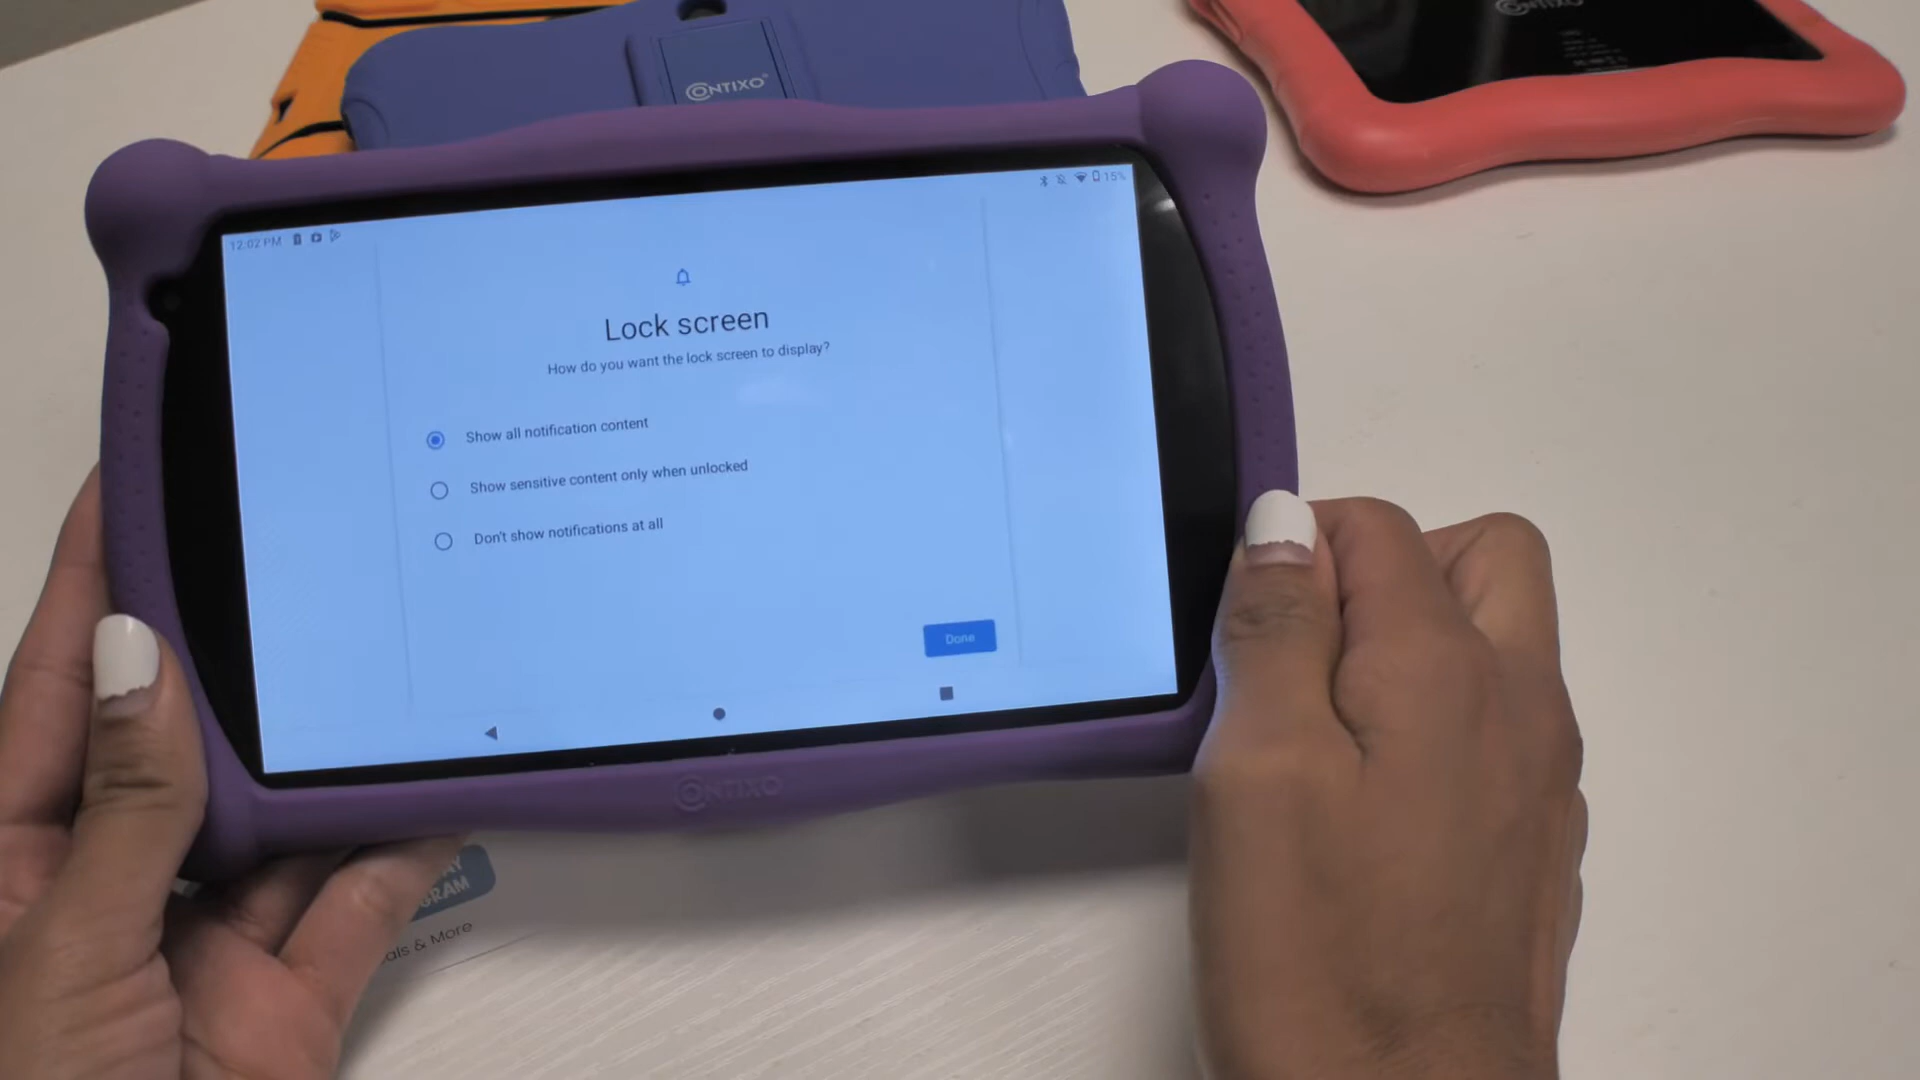 CONTIXO
CONTIXO
12:02 PM
15%
Lock screen
How do you want the lock screen to display?
Show all notification content
Show sensitive content only when unlocked
Don't show notifications at all
Done
CONTIXO
GRAM
als & More